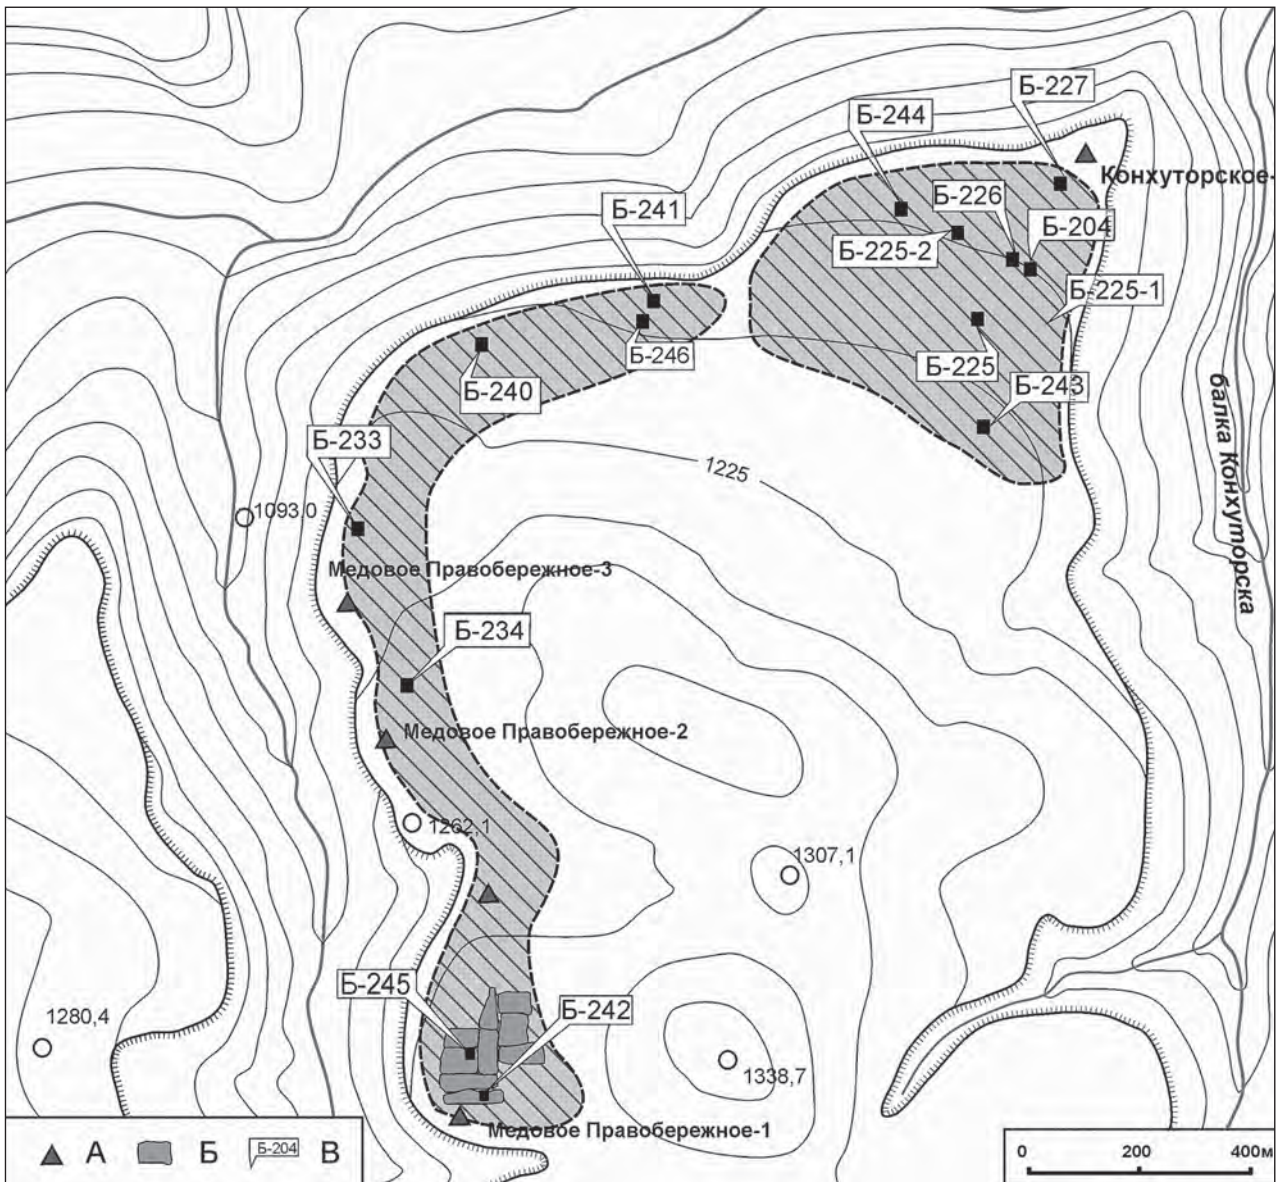 Б-227
Б-244
Конхуторское-
Б-226
Б-241
Б-204
Б-225-2
Б-225-1
Б-246
Б-225
Б-240
Б-243
Б-233
1225
балка Конхуторска
1093,0
Медовое Правобережное-3
Б-234
Медовое Правобережное-2
1262,1
1307,1
Б-245
Б-242
1280,4
1338,7
Медовое Правобережное-1
А Б Б-204 В
0 200 400м